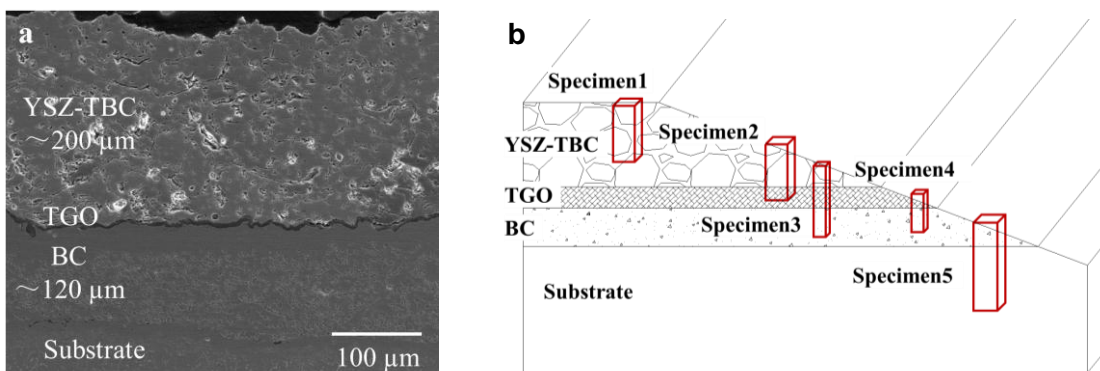 a
YSZ-TBC
~200 μm
TGO
BC
~120 μm
Substrate
100 μm
b
Specimen1
Specimen2
YSZ-TBC
Specimen4
TGO
Specimen3
BC
Specimen5
Substrate